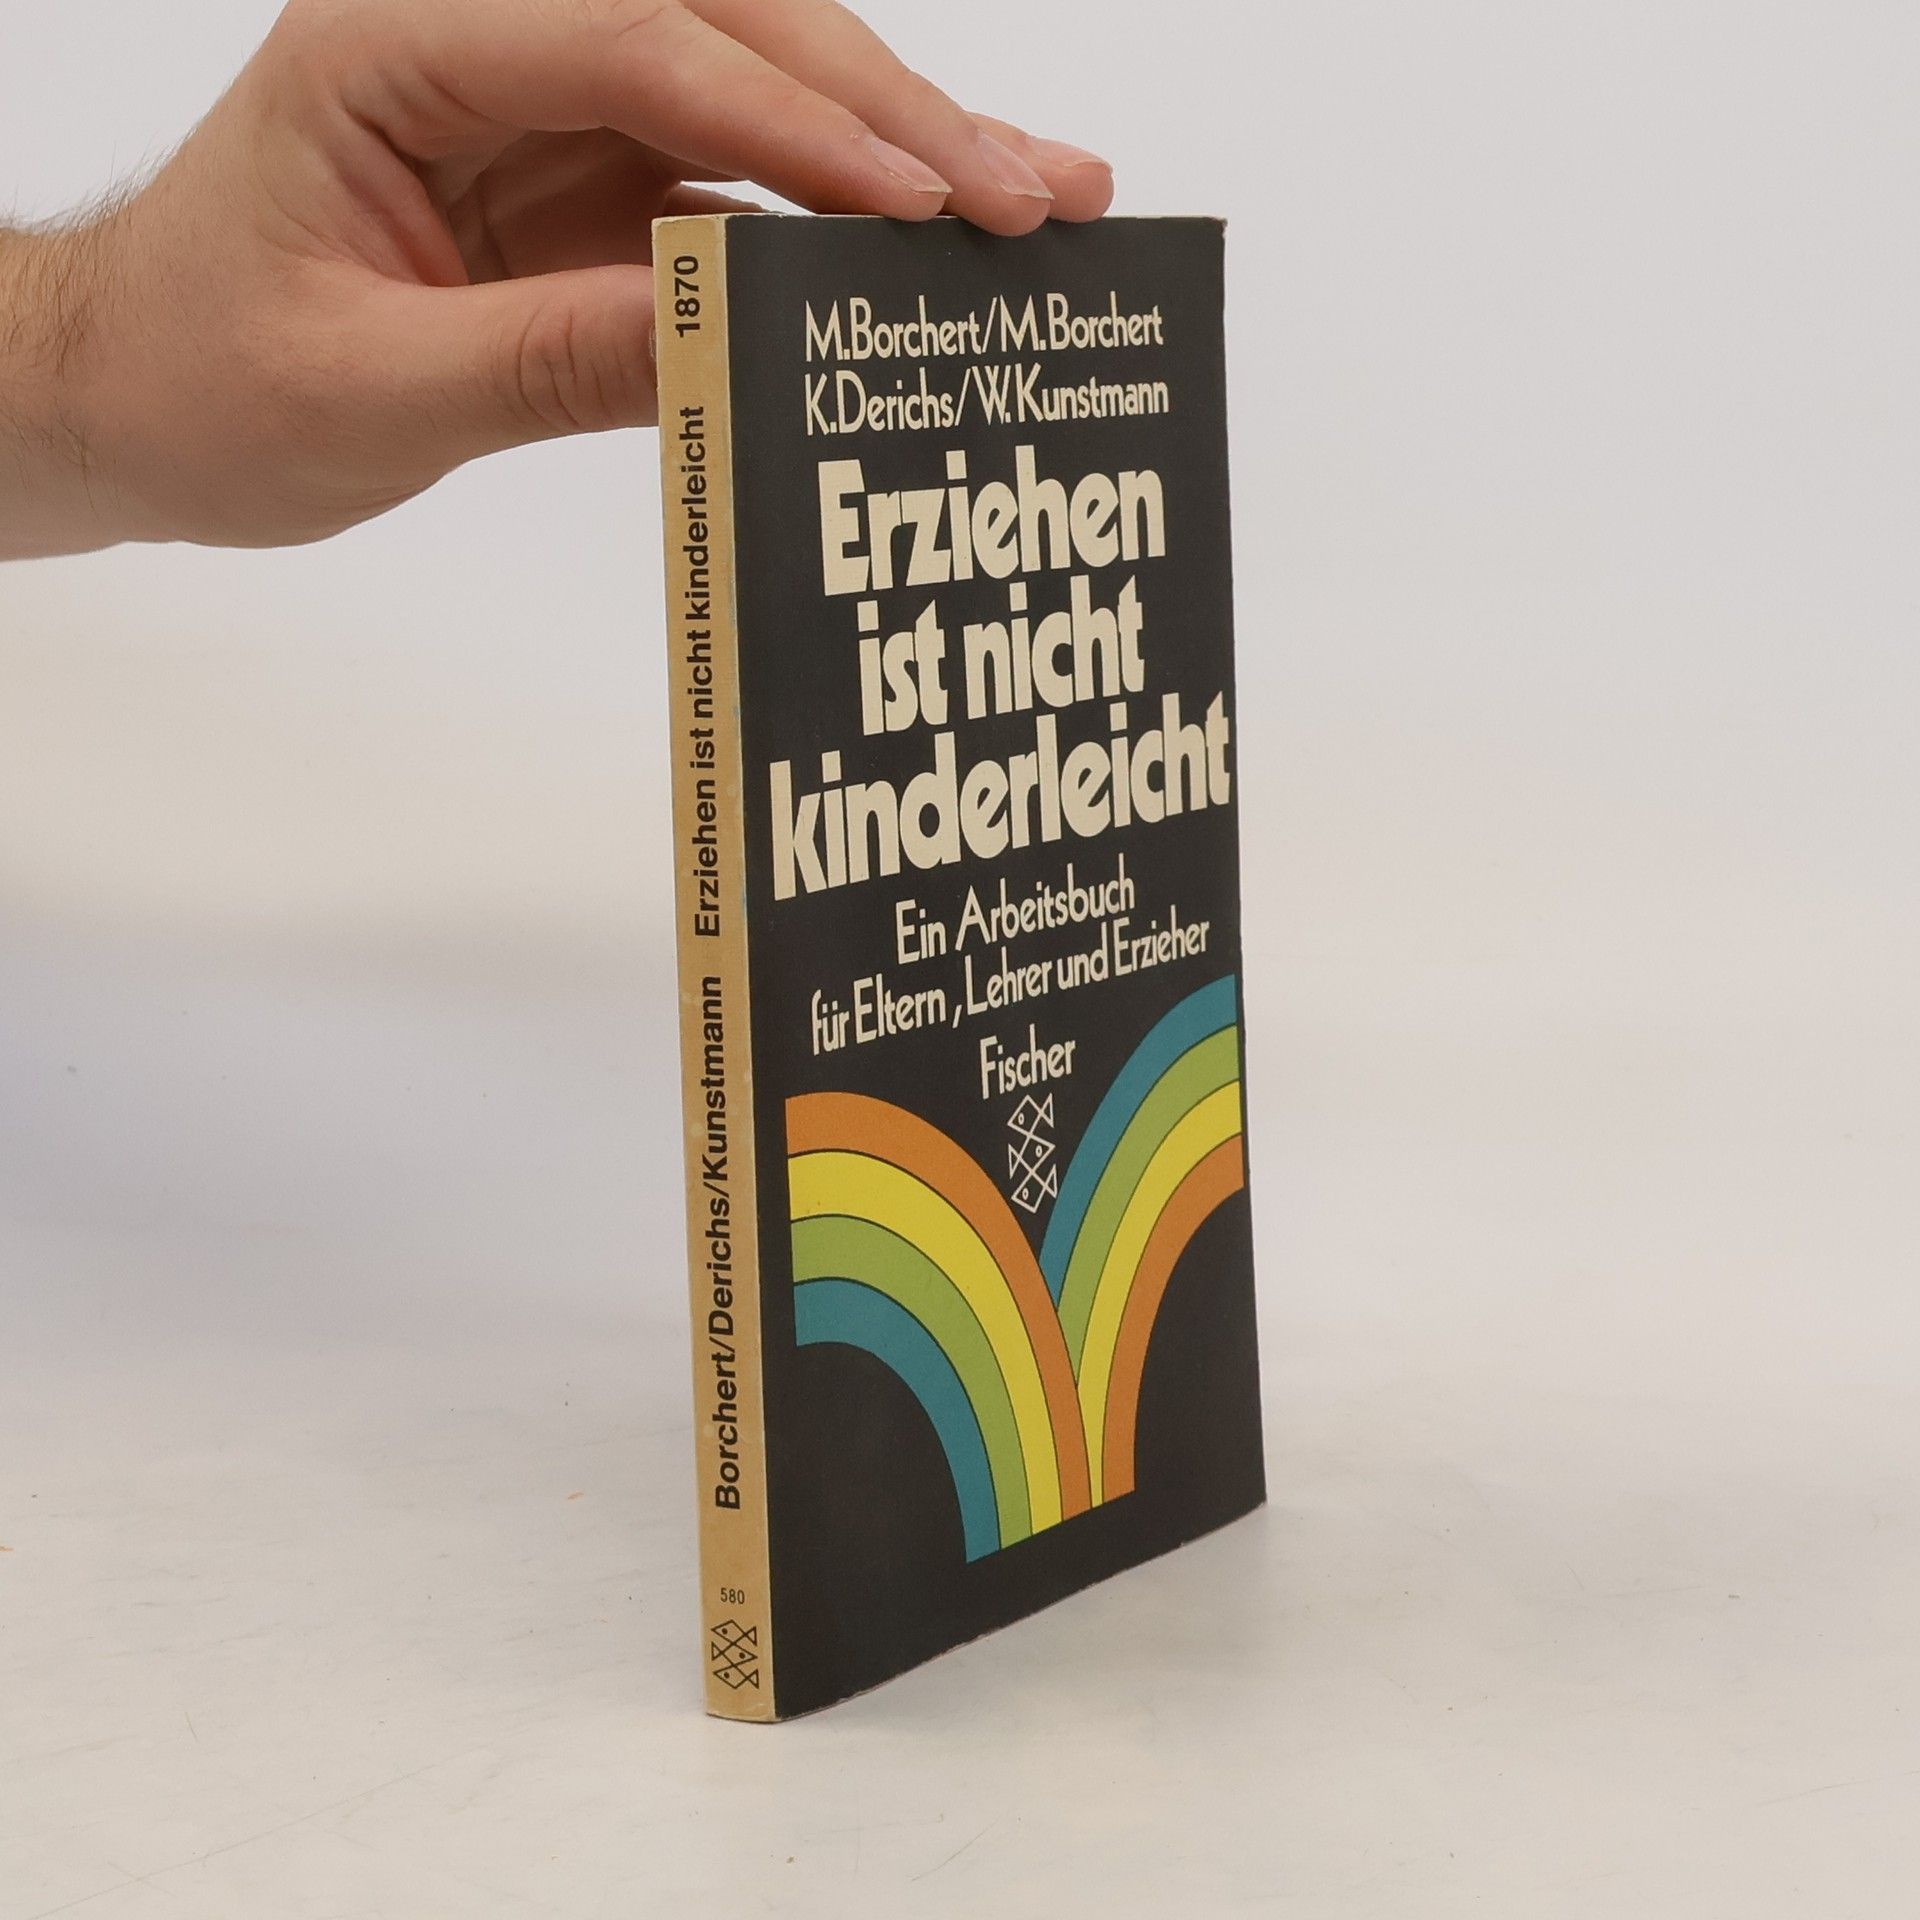 1870
Borchert/Derichs/Kunstmann Erziehen ist nicht kinderleicht
580
M.Borchert/M.Borchert
K.Derichs/W.Kunstmann
Erziehen
ist nicht
kinderleicht
Ein Arbeitsbuch
für Eltern, Lehrer und Erzieher
Fischer